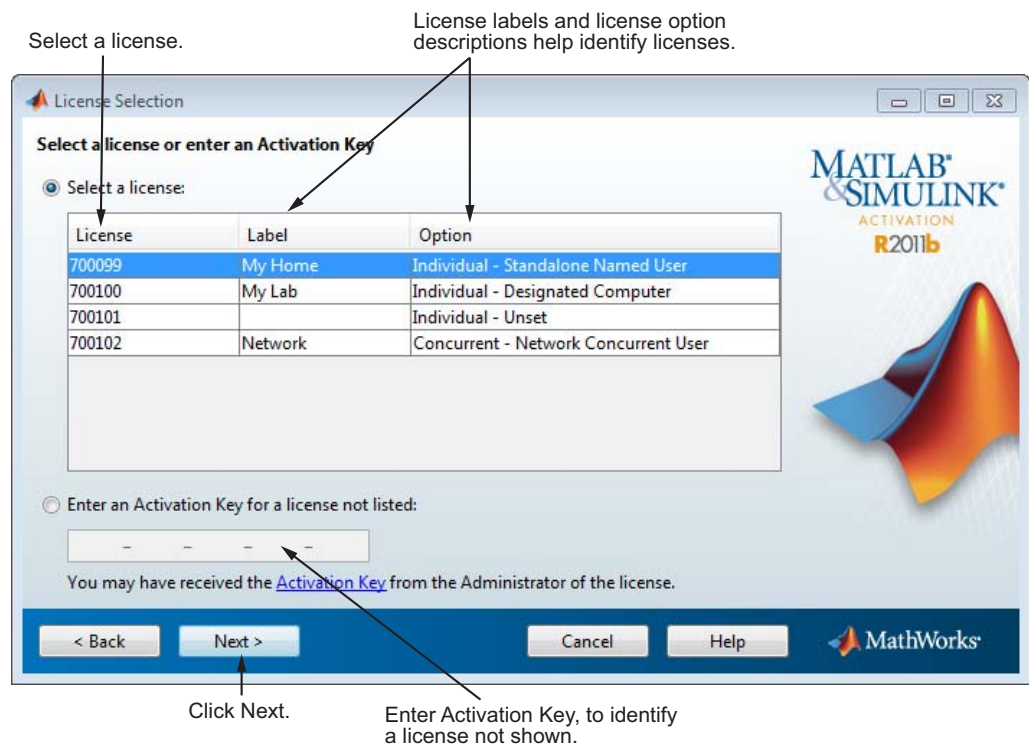 Select a license.
License labels and license option
descriptions help identify licenses.
License Selection
Select a license or enter an Activation Key
Select a license:
License Label Option
700099 My Home Individual - Standalone Named User
700100 My Lab Individual - Designated Computer
700101 Individual - Unset
700102 Network Concurrent - Network Concurrent User
MATLAB®
&SIMULINK®
ACTIVATION
R2011b
Enter an Activation Key for a license not listed:
- - - -
You may have received the Activation Key from the Administrator of the license.
< Back Next > Cancel Help MathWorks®
Click Next.
Enter Activation Key, to identify
a license not shown.